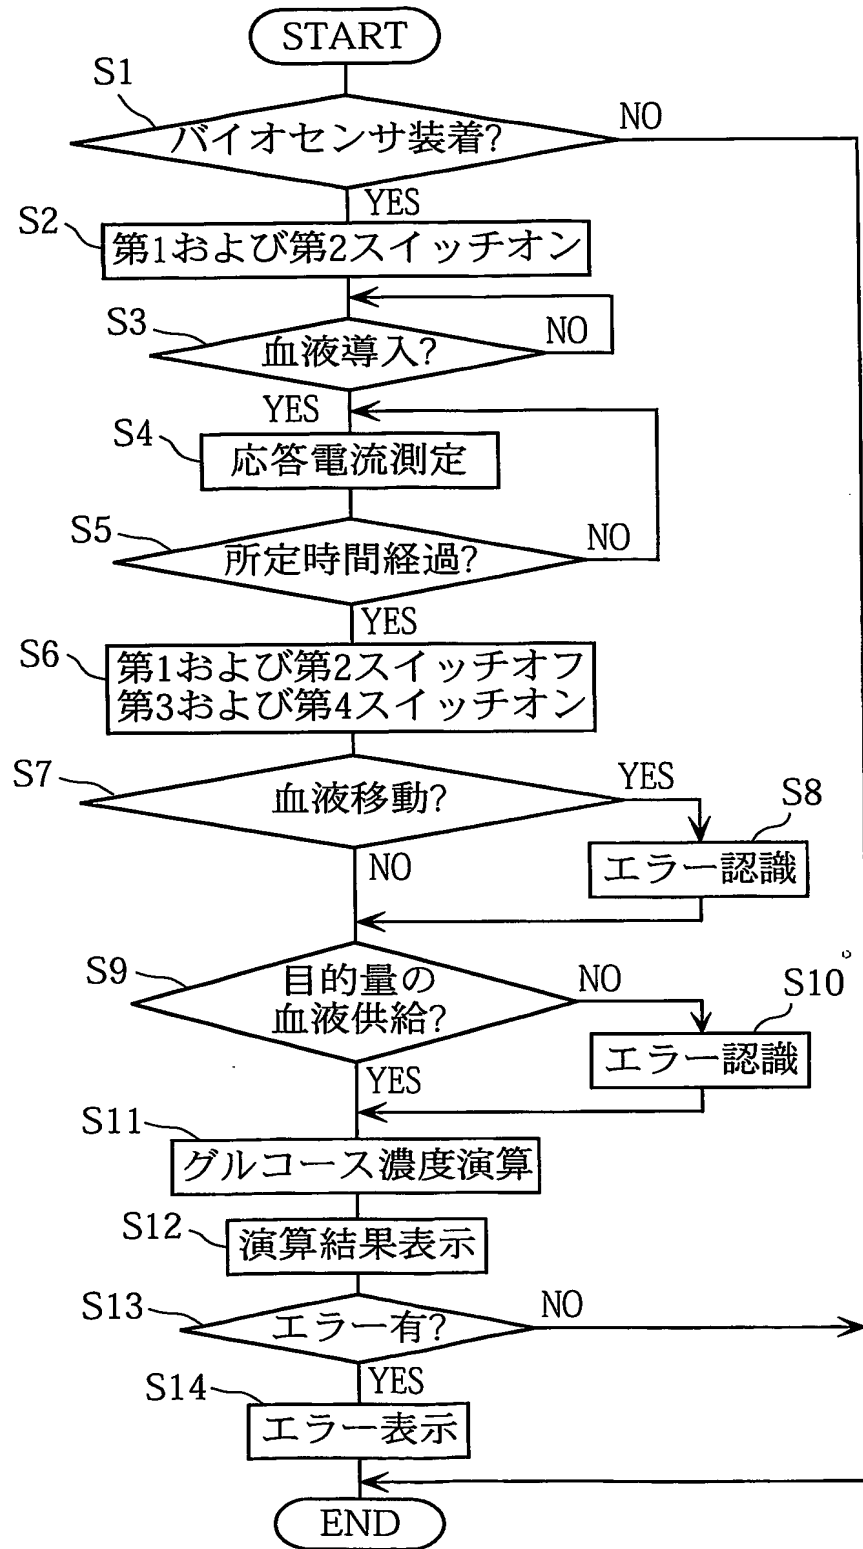 START
S1
バイオセンサ装着?
NO
YES
S2
第1および第2スイッチオン
S3
血液導入?
NO
YES
S4
応答電流測定
S5
所定時間経過?
NO
YES
S6
第1および第2スイッチオフ
第3および第4スイッチオン
S7
血液移動?
YES
S8
エラー認識
NO
S9
目的量の
血液供給?
NO
S10
エラー認識
YES
S11
グルコース濃度演算
S12
演算結果表示
S13
エラー有?
NO
YES
S14
エラー表示
END